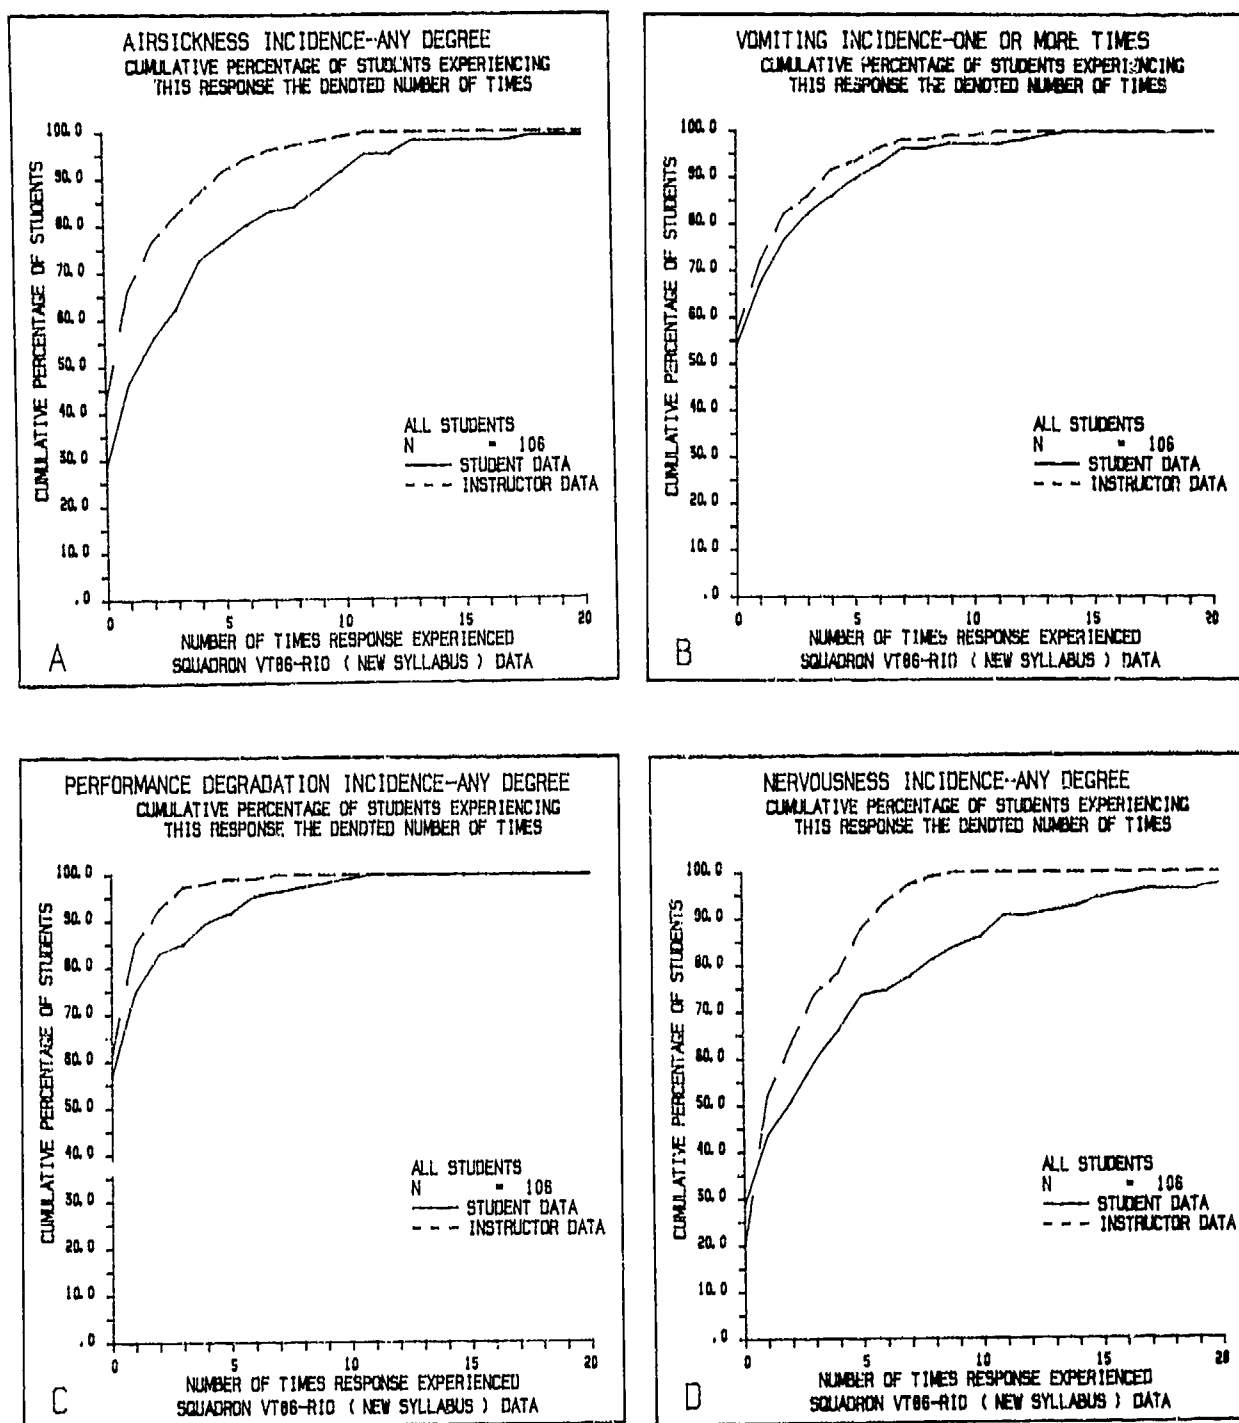 AIRSICKNESS INCIDENCE--ANY DEGREE
CUMULATIVE PERCENTAGE OF STUDENTS EXPERIENCING
THIS RESPONSE THE DENOTED NUMBER OF TIMES
CUMULATIVE PERCENTAGE OF STUDENTS
100.0
90.0
80.0
70.0
60.0
50.0
40.0
30.0
20.0
10.0
.0
ALL STUDENTS
N = 106
STUDENT DATA
INSTRUCTOR DATA
0 5 10 15 20
NUMBER OF TIMES RESPONSE EXPERIENCED
SQUADRON VT86-RIO ( NEW SYLLABUS ) DATA
A
VOMITING INCIDENCE-ONE OR MORE TIMES
CUMULATIVE PERCENTAGE OF STUDENTS EXPERIENCING
THIS RESPONSE THE DENOTED NUMBER OF TIMES
CUMULATIVE PERCENTAGE OF STUDENTS
100.0
90.0
80.0
70.0
60.0
50.0
40.0
30.0
20.0
10.0
.0
ALL STUDENTS
N = 106
STUDENT DATA
INSTRUCTOR DATA
0 5 10 15 20
NUMBER OF TIMES RESPONSE EXPERIENCED
SQUADRON VT86-RIO ( NEW SYLLABUS ) DATA
B
PERFORMANCE DEGRADATION INCIDENCE-ANY DEGREE
CUMULATIVE PERCENTAGE OF STUDENTS EXPERIENCING
THIS RESPONSE THE DENOTED NUMBER OF TIMES
CUMULATIVE PERCENTAGE OF STUDENTS
100.0
90.0
80.0
70.0
60.0
50.0
40.0
30.0
20.0
10.0
.0
ALL STUDENTS
N = 106
STUDENT DATA
INSTRUCTOR DATA
0 5 10 15 20
NUMBER OF TIMES RESPONSE EXPERIENCED
SQUADRON VT86-RIO ( NEW SYLLABUS ) DATA
C
NERVOUSNESS INCIDENCE--ANY DEGREE
CUMULATIVE PERCENTAGE OF STUDENTS EXPERIENCING
THIS RESPONSE THE DENOTED NUMBER OF TIMES
CUMULATIVE PERCENTAGE OF STUDENTS
100.0
90.0
80.0
70.0
60.0
50.0
40.0
30.0
20.0
10.0
.0
ALL STUDENTS
N = 106
STUDENT DATA
INSTRUCTOR DATA
0 5 10 15 20
NUMBER OF TIMES RESPONSE EXPERIENCED
SQUADRON VT86-RIO ( NEW SYLLABUS ) DATA
D